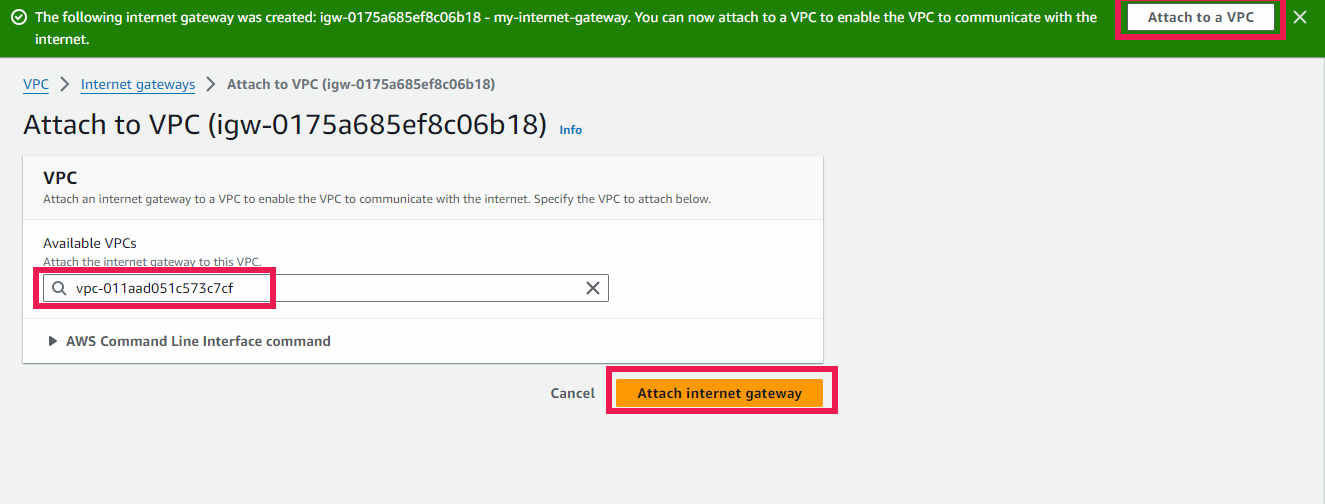 The following internet gateway was created: igw-0175a685ef8c06b18 - my-internet-gateway. You can now attach to a VPC to enable the VPC to communicate with the
internet.
Attach to a VPC
VPC
Internet gateways
Attach to VPC (igw-0175a685ef8c06b18)
Attach to VPC (igw-0175a685ef8c06b18)
Info
VPC
Attach an internet gateway to a VPC to enable the VPC to communicate with the internet. Specify the VPC to attach below.
Available VPCs
Attach the internet gateway to this VPC.
vpc-011aad051c573c7cf
AWS Command Line Interface command
Cancel
Attach internet gateway